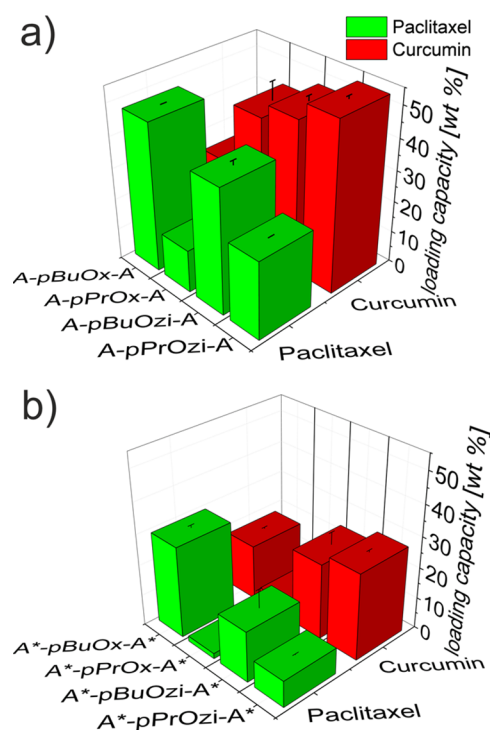 a)
Paclitaxel
Curcumin
50
40
30
20
10
0
loading capacity [wt %]
A-pBuOx-A
A-pPrOx-A
A-pBuOzi-A
A-pPrOzi-A
Paclitaxel
Curcumin
b)
50
40
30
20
10
0
loading capacity [wt %]
A*-pBuOx-A*
A*-pPrOx-A*
A*-pBuOzi-A*
A*-pPrOzi-A*
Paclitaxel
Curcumin